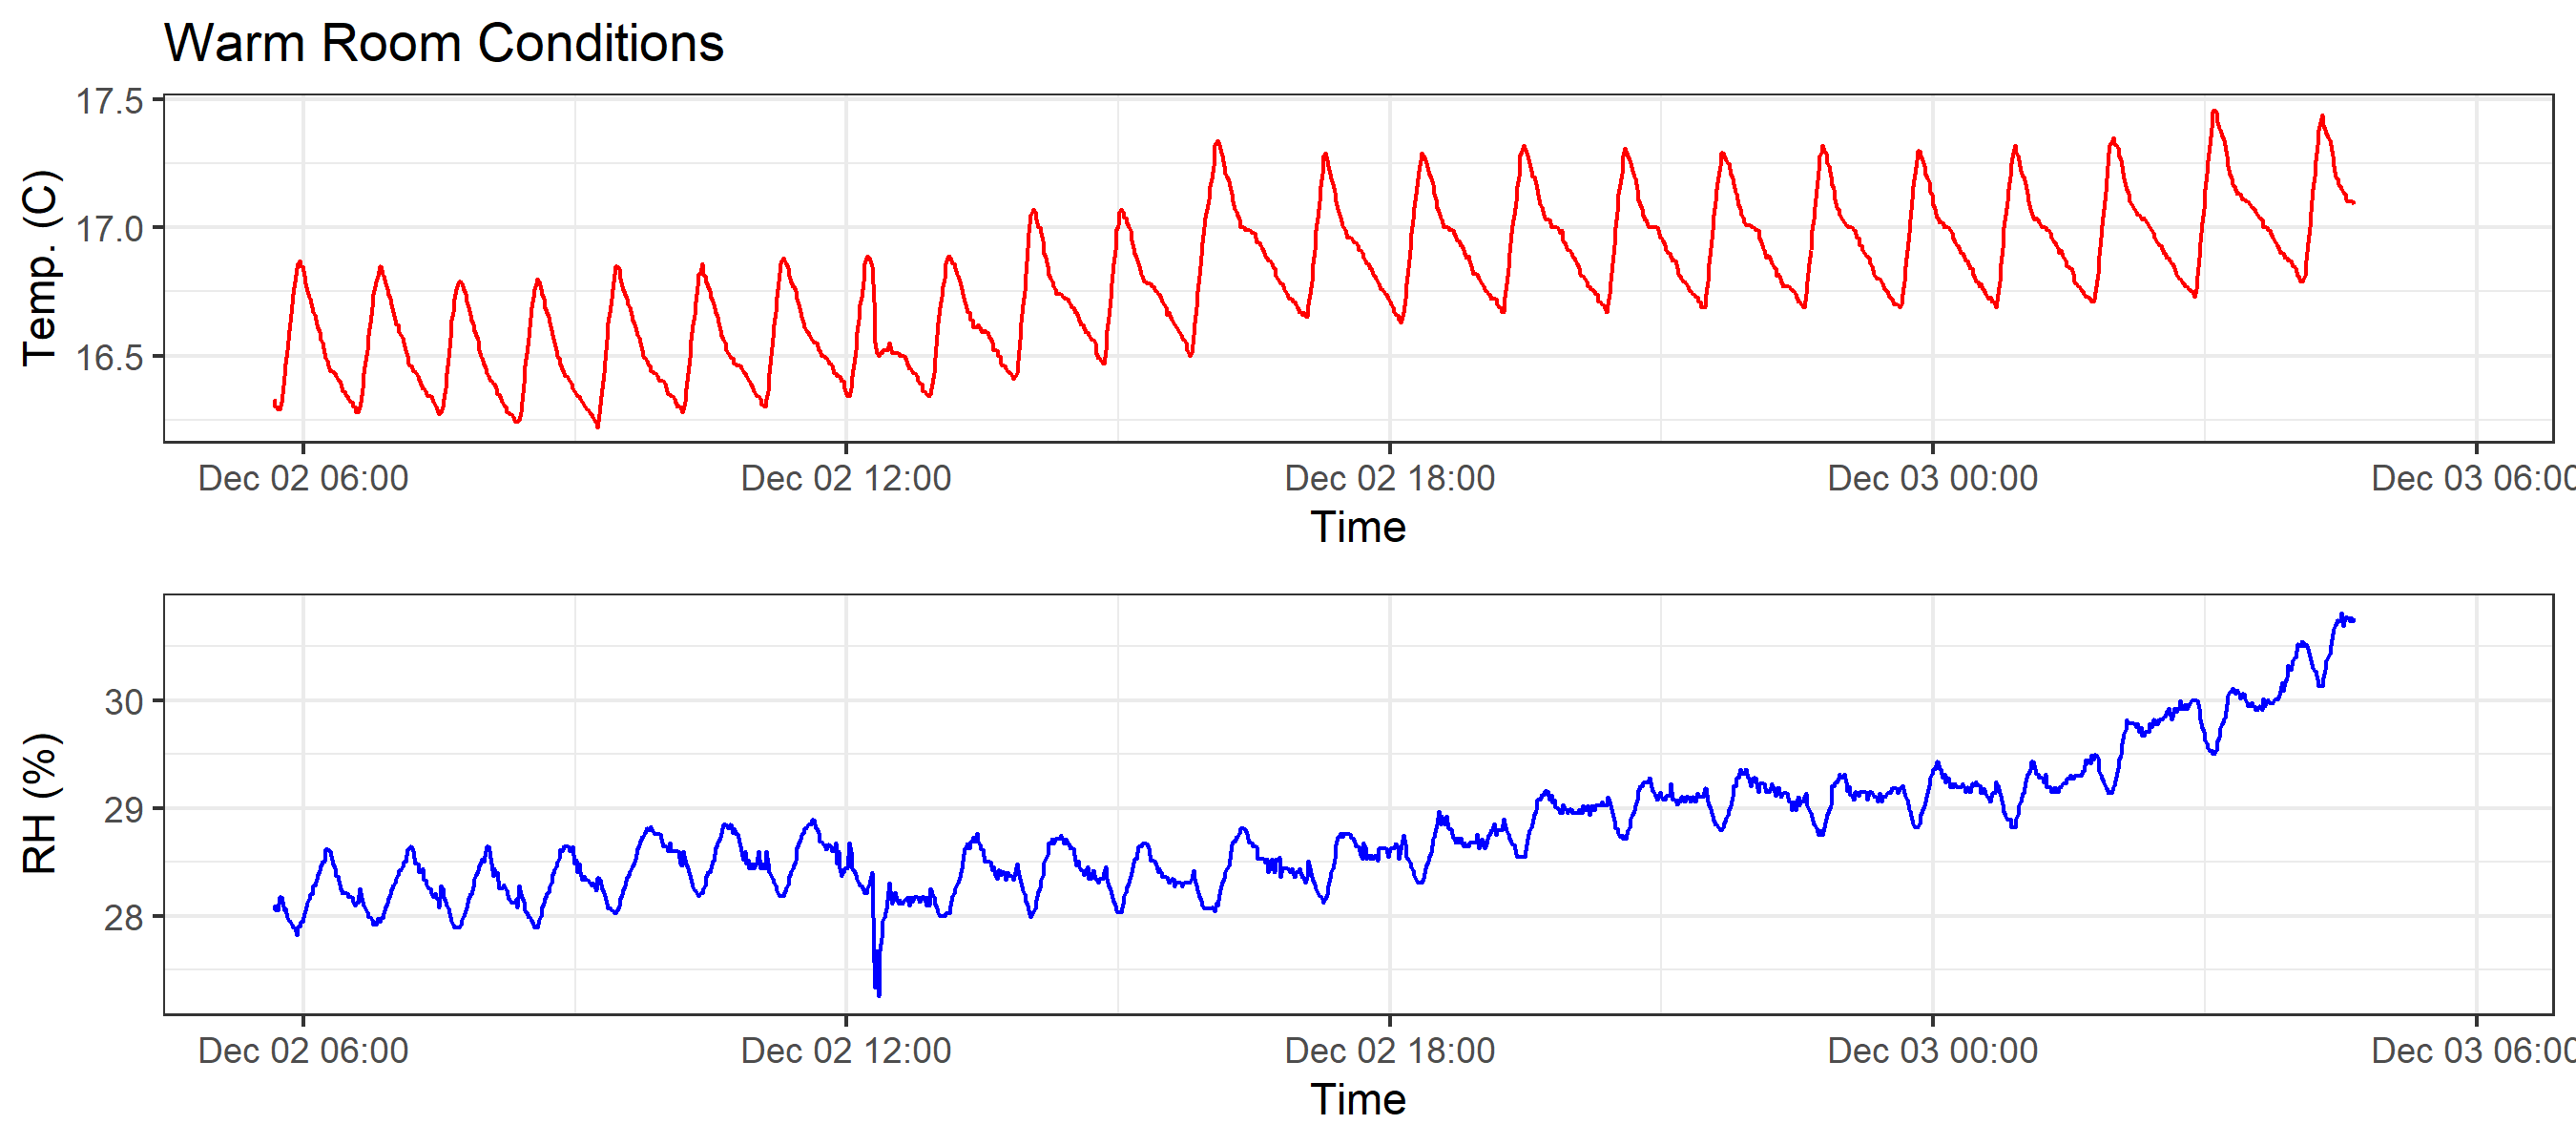 Warm Room Conditions
Temp. (C)
17.5
17.0
16.5
Dec 02 06:00 Dec 02 12:00 Dec 02 18:00 Dec 03 00:00 Dec 03 06:00
Time
RH (%)
30
29
28
Dec 02 06:00 Dec 02 12:00 Dec 02 18:00 Dec 03 00:00 Dec 03 06:00
Time